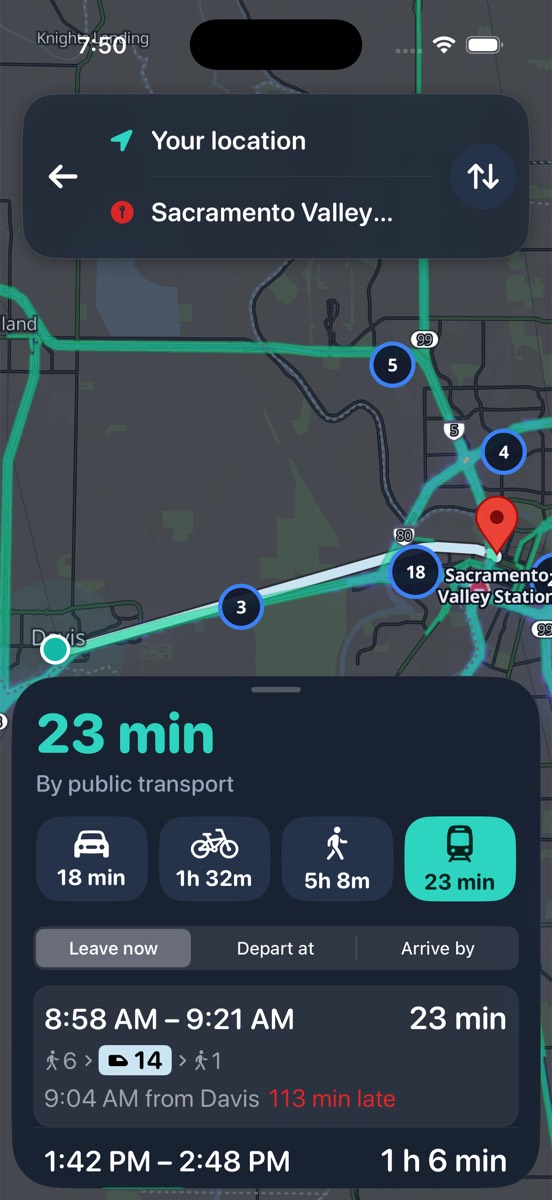 Knights Landing
7:50
Your location
Sacramento Valley...
land
99
5
5
4
80
18
Sacramento
Valley Station
3
99
Davis
23 min
By public transport
18 min
1h 32m
5h 8m
23 min
Leave now
Depart at
Arrive by
8:58 AM – 9:21 AM
23 min
6
14
1
9:04 AM from Davis 113 min late
1:42 PM – 2:48 PM
1 h 6 min